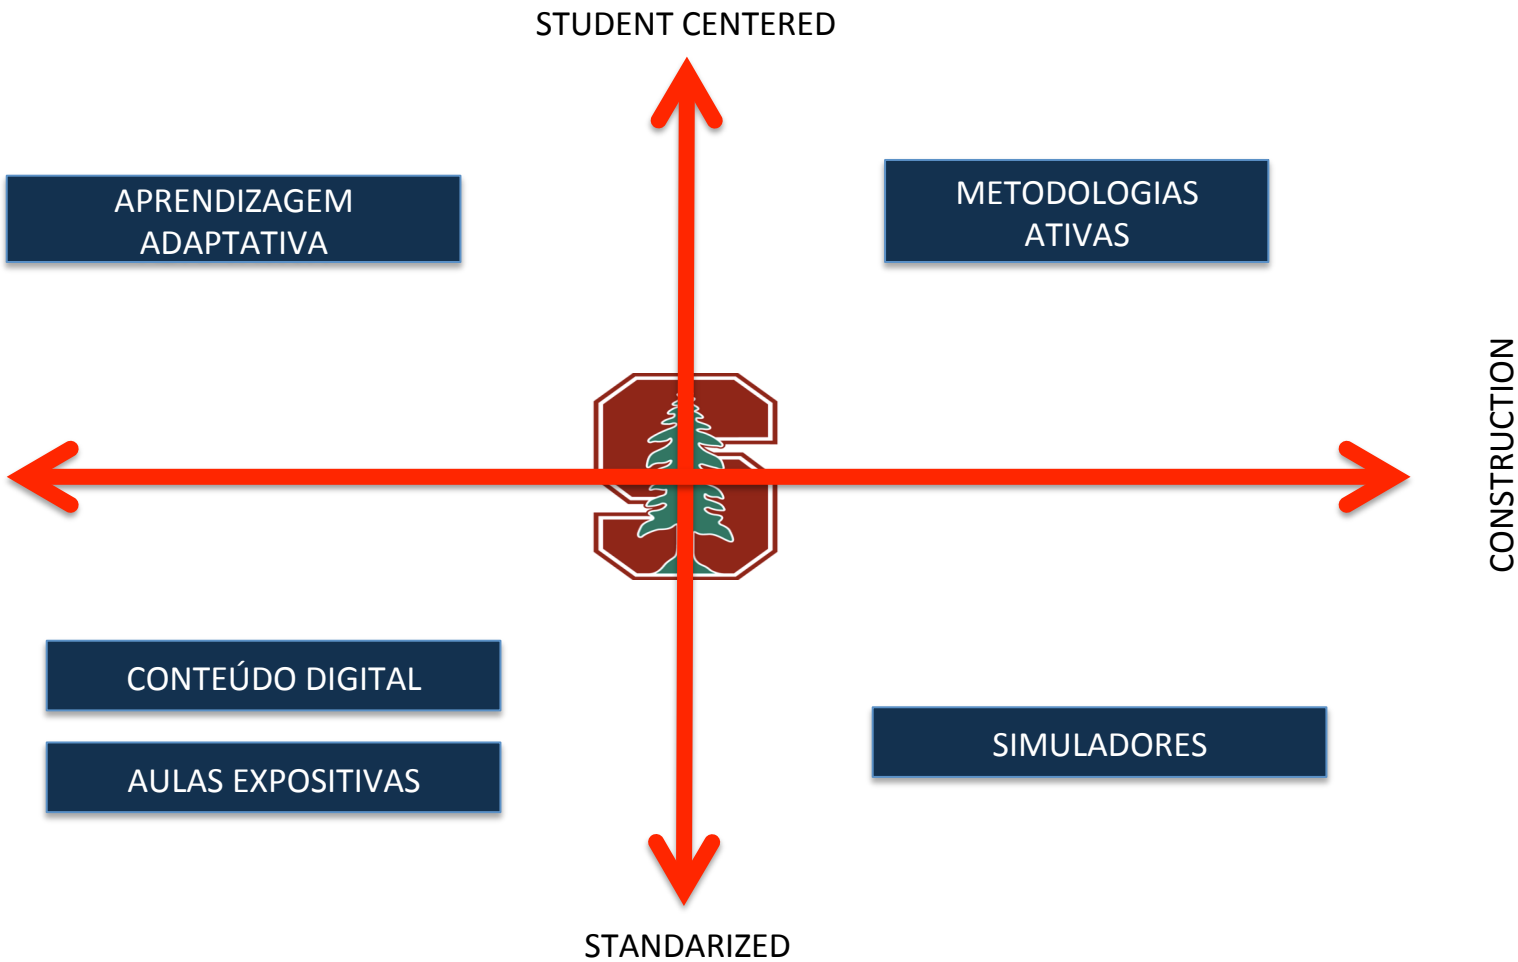 STUDENT CENTERED
APRENDIZAGEM
ADAPTATIVA
METODOLOGIAS
ATIVAS
CONSTRUCTION
CONTEÚDO DIGITAL
AULAS EXPOSITIVAS
SIMULADORES
STANDARIZED